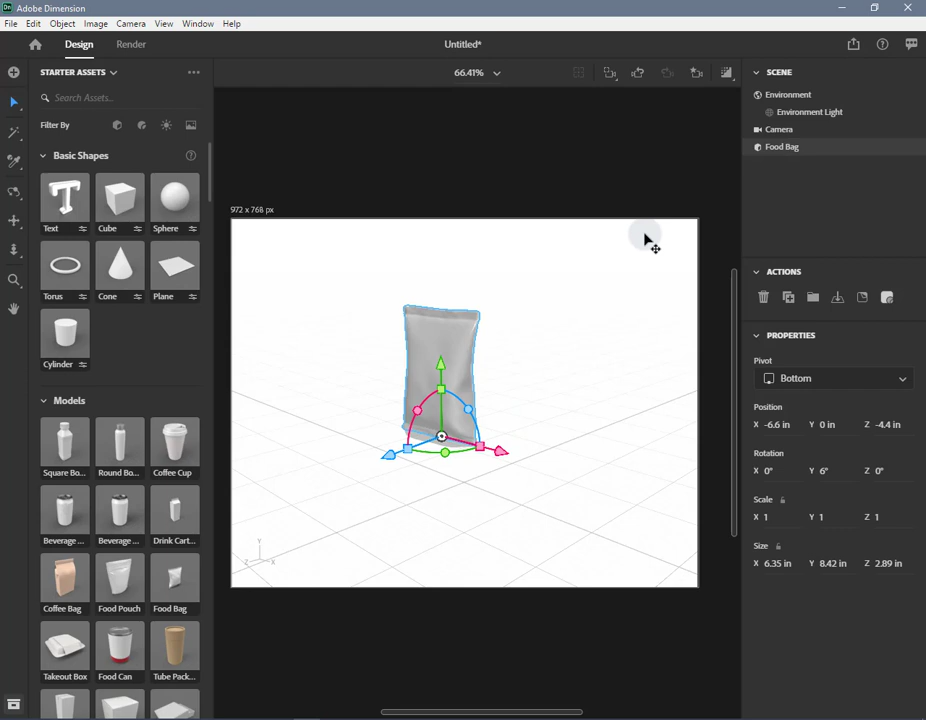 Dn Adobe Dimension
File Edit Object Image Camera View Window Help
Design Render Untitled*
STARTER ASSETS
66.41%
Search Assets...
Filter By
Basic Shapes
Text Cube Sphere
Torus Cone Plane
Cylinder
Models
Square Bo... Round Bo... Coffee Cup
Beverage ... Beverage ... Drink Cart...
Coffee Bag Food Pouch Food Bag
Takeout Box Food Can Tube Pack...
972 x 768 px
Y
Z X
SCENE
Environment
Environment Light
Camera
Food Bag
ACTIONS
PROPERTIES
Pivot
Bottom
Position
X -6.6 in Y 0 in Z -4.4 in
Rotation
X 0° Y 6° Z 0°
Scale
X 1 Y 1 Z 1
Size
X 6.35 in Y 8.42 in Z 2.89 in